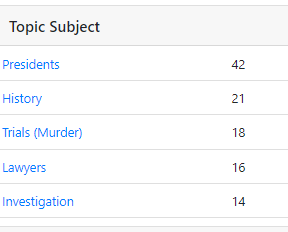 Topic Subject
Presidents 42
History 21
Trials (Murder) 18
Lawyers 16
Investigation 14